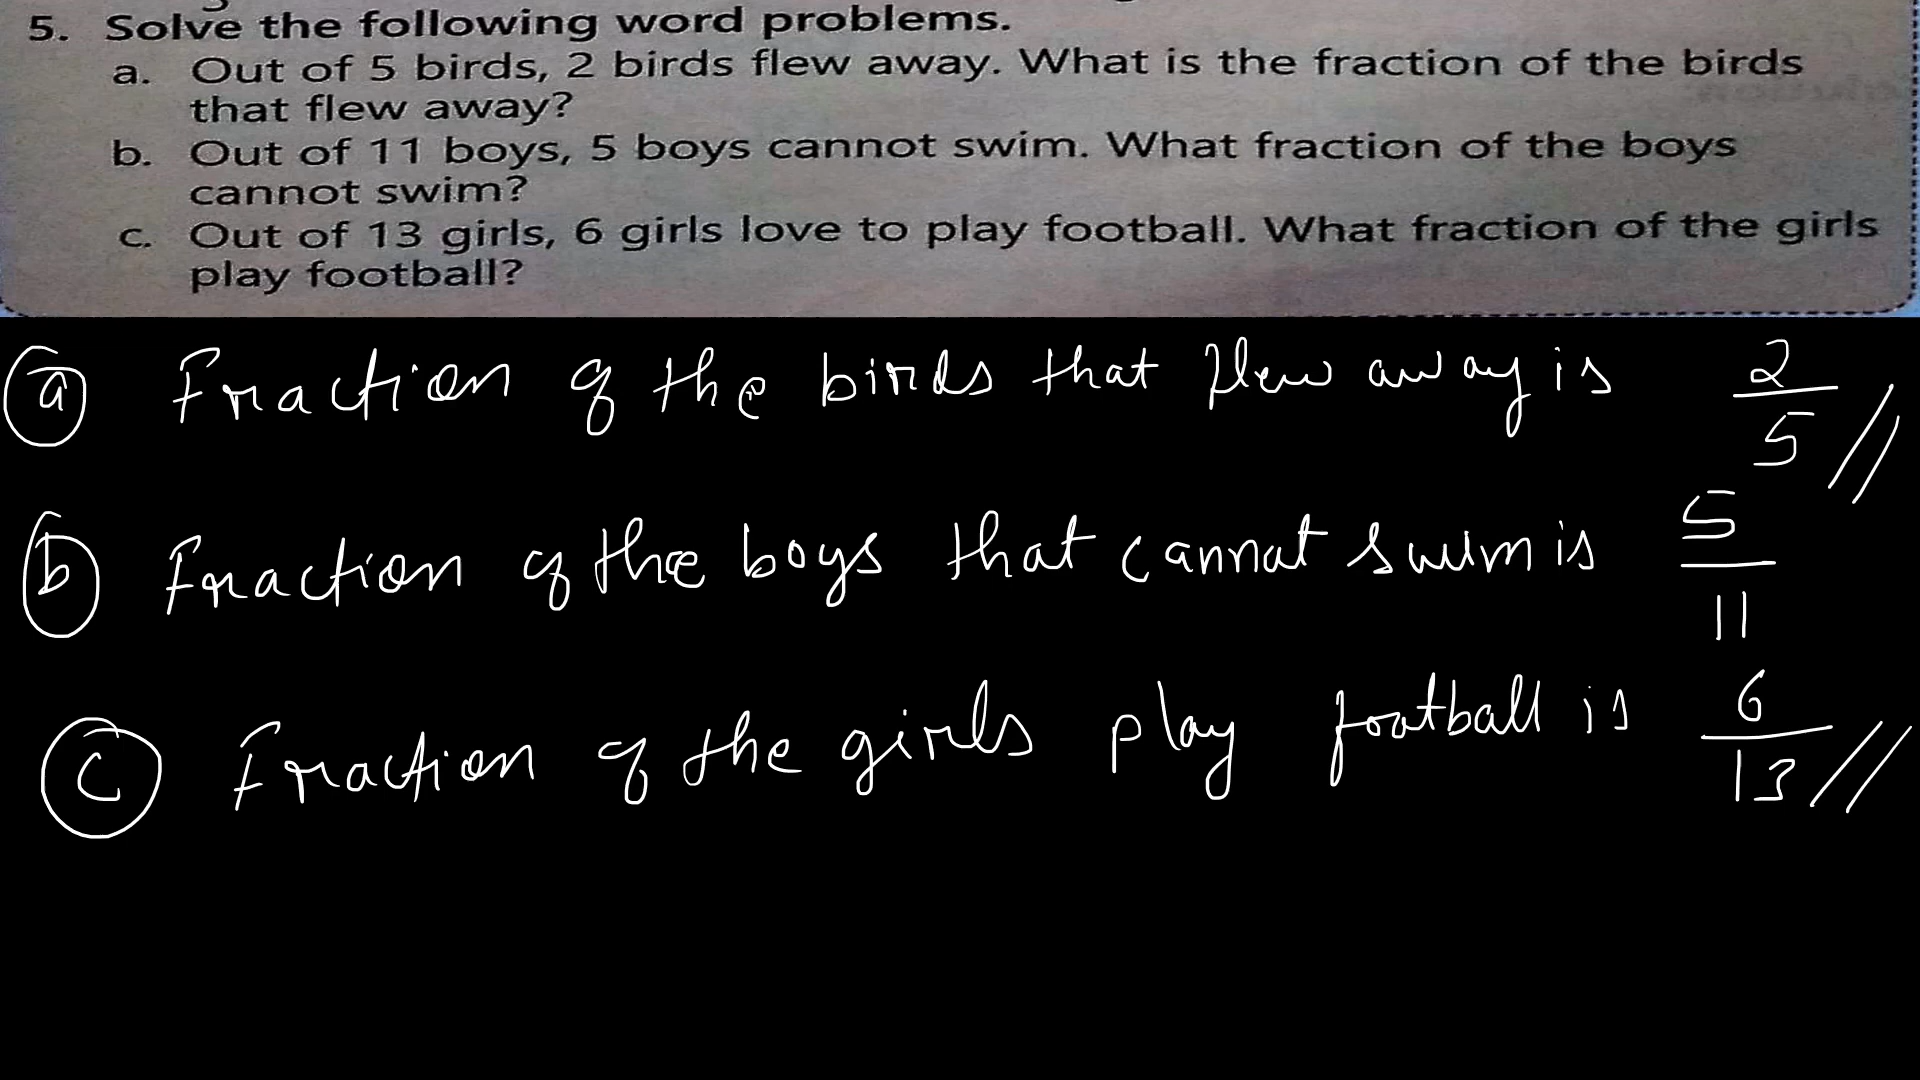 5. Solve the following word problems.
a. Out of 5 birds, 2 birds flew away. What is the fraction of the birds
that flew away?
b. Out of 11 boys, 5 boys cannot swim. What fraction of the boys
cannot swim?
c. Out of 13 girls, 6 girls love to play football. What fraction of the girls
play football?
a Fraction of the birds that flew away is 2/5 //
b Fraction of the boys that cannot swim is 5/11
c Fraction of the girls play football is 6/13 //